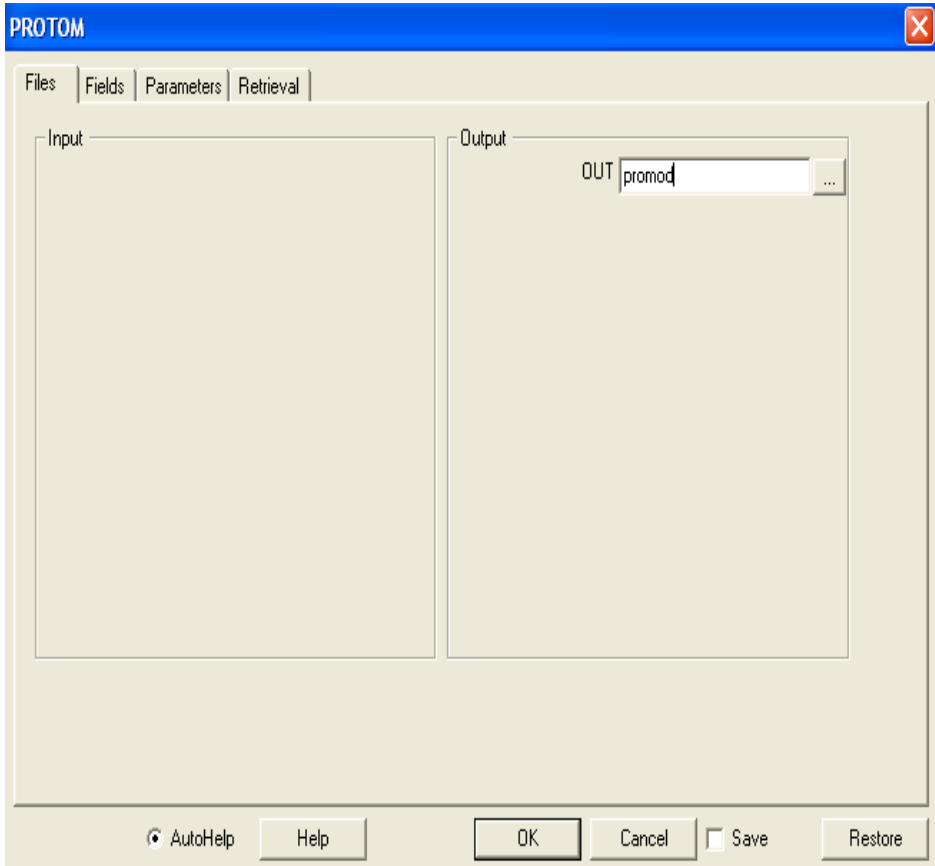 PROTOM
Files Fields Parameters Retrieval
Input
Output
OUT promod ...
AutoHelp Help OK Cancel Save Restore